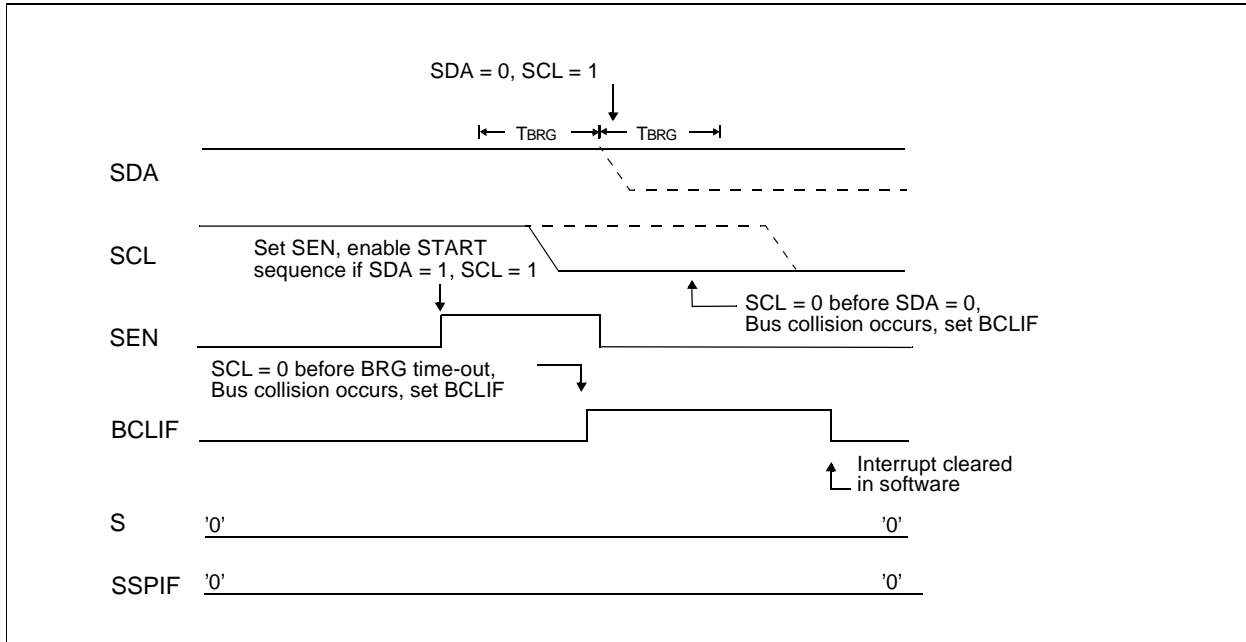 SDA = 0, SCL = 1
TBRG TBRG
SDA
SCL
Set SEN, enable START
sequence if SDA = 1, SCL = 1
SCL = 0 before SDA = 0,
Bus collision occurs, set BCLIF
SEN
SCL = 0 before BRG time-out,
Bus collision occurs, set BCLIF
BCLIF
Interrupt cleared
in software
S
'0' '0'
SSPIF
'0' '0'